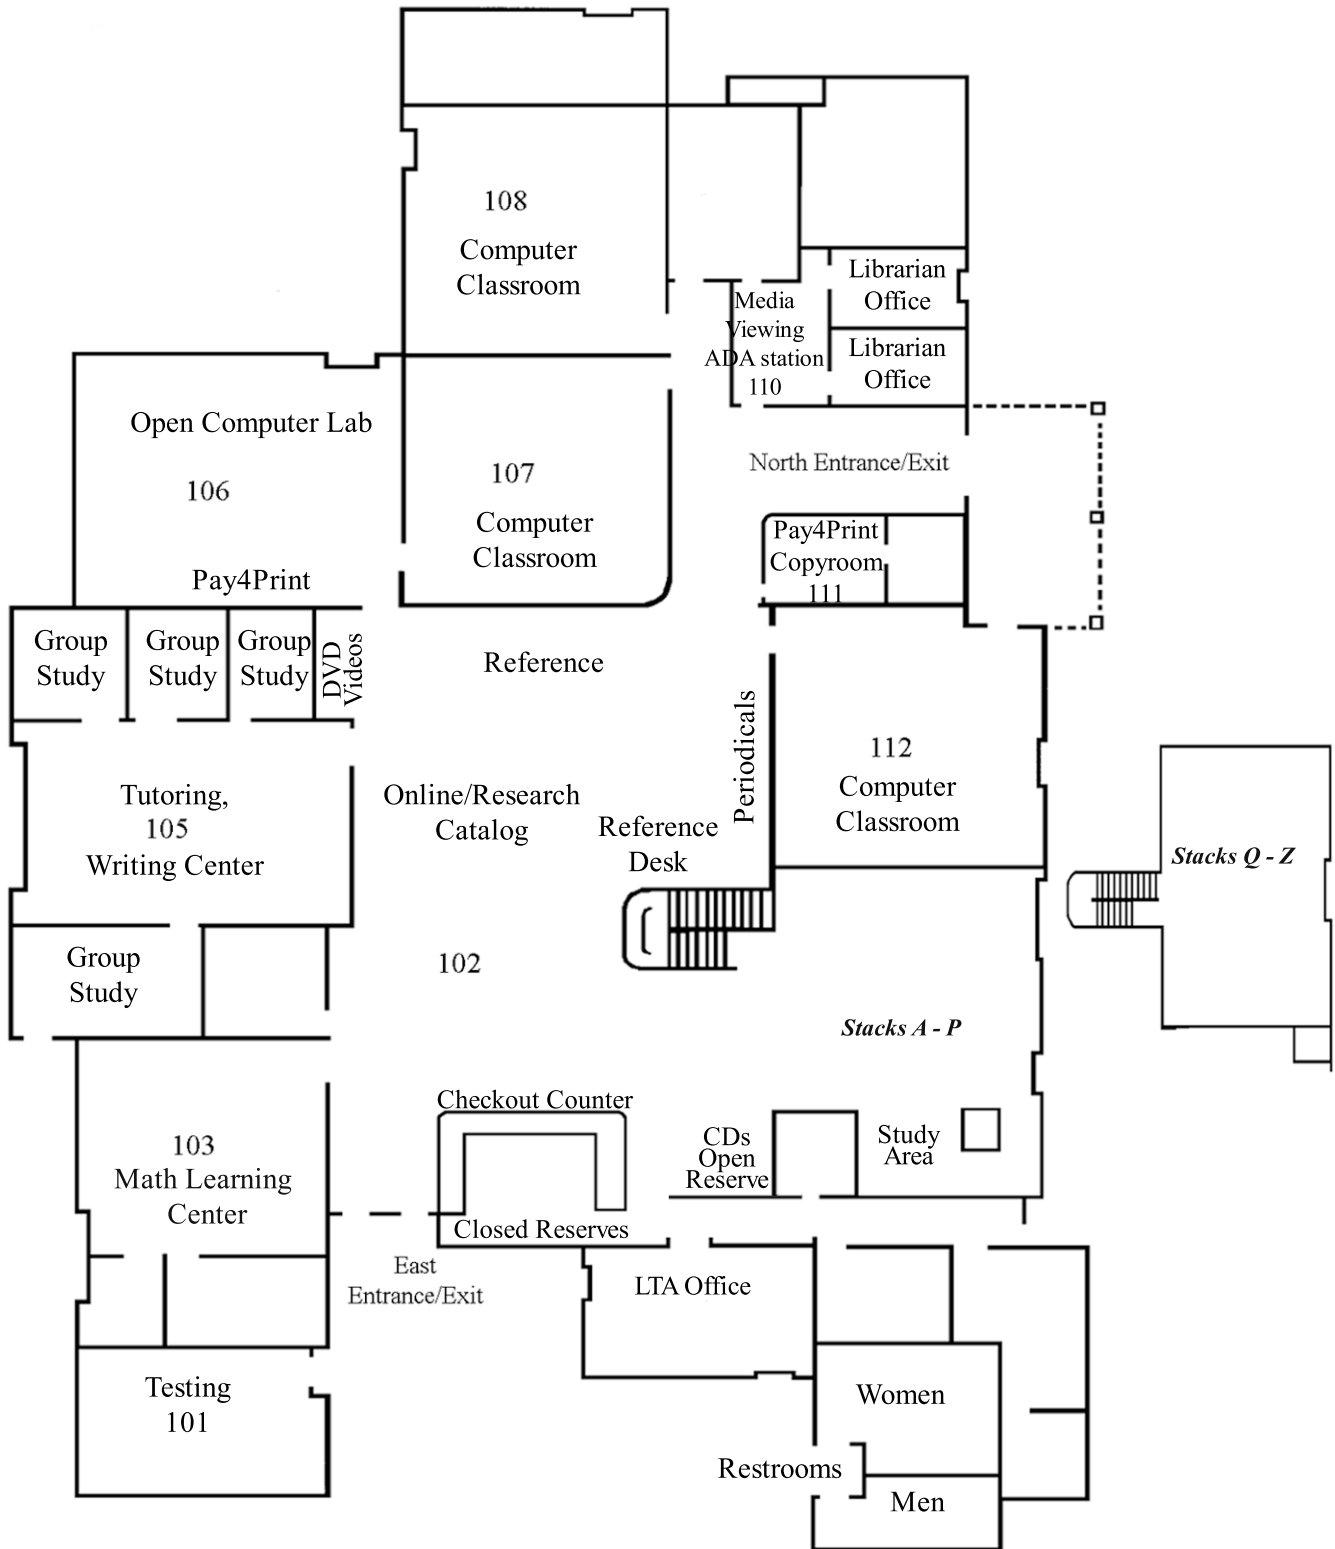 108
Computer
Classroom
Librarian
Office
Media
Viewing
ADA station
110
Librarian
Office
Open Computer Lab
106
Pay4Print
107
Computer
Classroom
North Entrance/Exit
Pay4Print
Copyroom
111
Group
Study
Group
Study
Group
Study
DVD
Videos
Reference
Periodicals
112
Computer
Classroom
Tutoring,
105
Writing Center
Online/Research
Catalog
Reference
Desk
Stacks Q - Z
Group
Study
102
Stacks A - P
Checkout Counter
103
Math Learning
Center
CDs
Open
Reserve
Study
Area
Closed Reserves
East
Entrance/Exit
LTA Office
Testing
101
Women
Restrooms
Men